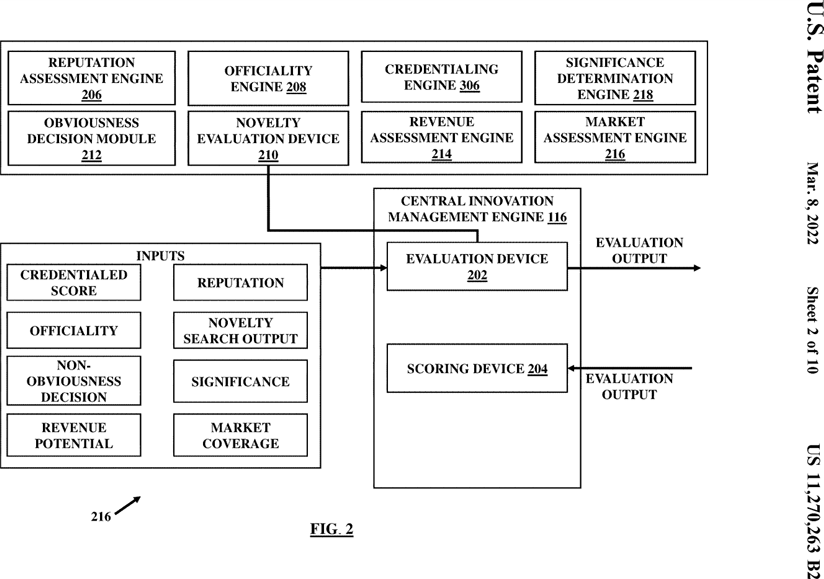 U.S. Patent
Mar. 8, 2022
Sheet 2 of 10
US 11,270,263 B2
REPUTATION
ASSESSMENT ENGINE
206
OFFICIALITY
ENGINE 208
CREDENTIALING
ENGINE 306
SIGNIFICANCE
DETERMINATION
ENGINE 218
OBVIOUSNESS
DECISION MODULE
212
NOVELTY
EVALUATION DEVICE
210
REVENUE
ASSESSMENT ENGINE
214
MARKET
ASSESSMENT ENGINE
216
CENTRAL INNOVATION
MANAGEMENT ENGINE 116
EVALUATION DEVICE
202
EVALUATION
OUTPUT
SCORING DEVICE 204
EVALUATION
OUTPUT
INPUTS
CREDENTIALED
SCORE
REPUTATION
OFFICIALITY
NOVELTY
SEARCH OUTPUT
NON-
OBVIOUSNESS
DECISION
SIGNIFICANCE
REVENUE
POTENTIAL
MARKET
COVERAGE
216
FIG. 2